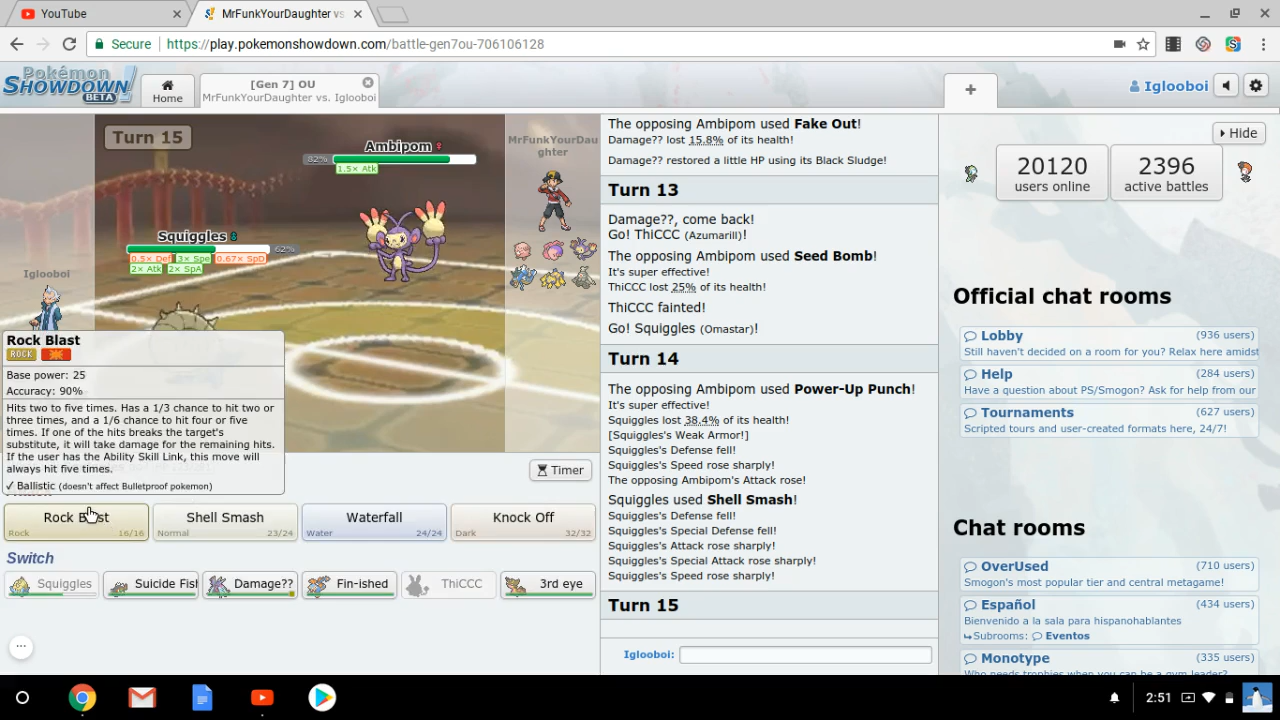 YouTube
MrFunkYourDaughter vs
Secure https://play.pokemonshowdown.com/battle-gen7ou-706106128
Pokémon
SHOWDOWN
BETA
Home
[Gen 7] OU
MrFunkYourDaughter vs. Iglooboi
+
Iglooboi
Turn 15
Ambipom
82%
1.5× Atk
Squiggles
62%
0.5× Def 3× Spe 0.67× SpD
2× Atk 2× SpA
Iglooboi
MrFunkYourDau
ghter
Rock Blast
ROCK
Base power: 25
Accuracy: 90%
Hits two to five times. Has a 1/3 chance to hit two or
three times, and a 1/6 chance to hit four or five
times. If one of the hits breaks the target's
substitute, it will take damage for the remaining hits.
If the user has the Ability Skill Link, this move will
always hit five times.
✓ Ballistic (doesn't affect Bulletproof pokemon)
Timer
Rock Blast
Rock 16/16
Shell Smash
Normal 23/24
Waterfall
Water 24/24
Knock Off
Dark 32/32
Switch
Squiggles
Suicide Fisl
Damage??
Fin-ished
ThiCCC
3rd eye
The opposing Ambipom used Fake Out!
Damage?? lost 15.8% of its health!
Damage?? restored a little HP using its Black Sludge!
Turn 13
Damage??, come back!
Go! ThiCCC (Azumarill)!
The opposing Ambipom used Seed Bomb!
It's super effective!
ThiCCC lost 25% of its health!
ThiCCC fainted!
Go! Squiggles (Omastar)!
Turn 14
The opposing Ambipom used Power-Up Punch!
It's super effective!
Squiggles lost 38.4% of its health!
[Squiggles's Weak Armor!]
Squiggles's Defense fell!
Squiggles's Speed rose sharply!
The opposing Ambipom's Attack rose!
Squiggles used Shell Smash!
Squiggles's Defense fell!
Squiggles's Special Defense fell!
Squiggles's Attack rose sharply!
Squiggles's Special Attack rose sharply!
Squiggles's Speed rose sharply!
Turn 15
Iglooboi:
Hide
20120
users online
2396
active battles
Official chat rooms
Lobby (936 users)
Still haven't decided on a room for you? Relax here amidst
Help (284 users)
Have a question about PS/Smogon? Ask for help from our
Tournaments (627 users)
Scripted tours and user-created formats here, 24/7!
Chat rooms
OverUsed (710 users)
Smogon's most popular tier and central metagame!
Español (434 users)
Bienvenido a la sala para hispanohablantes
Subrooms: Eventos
Monotype (335 users)
2:51